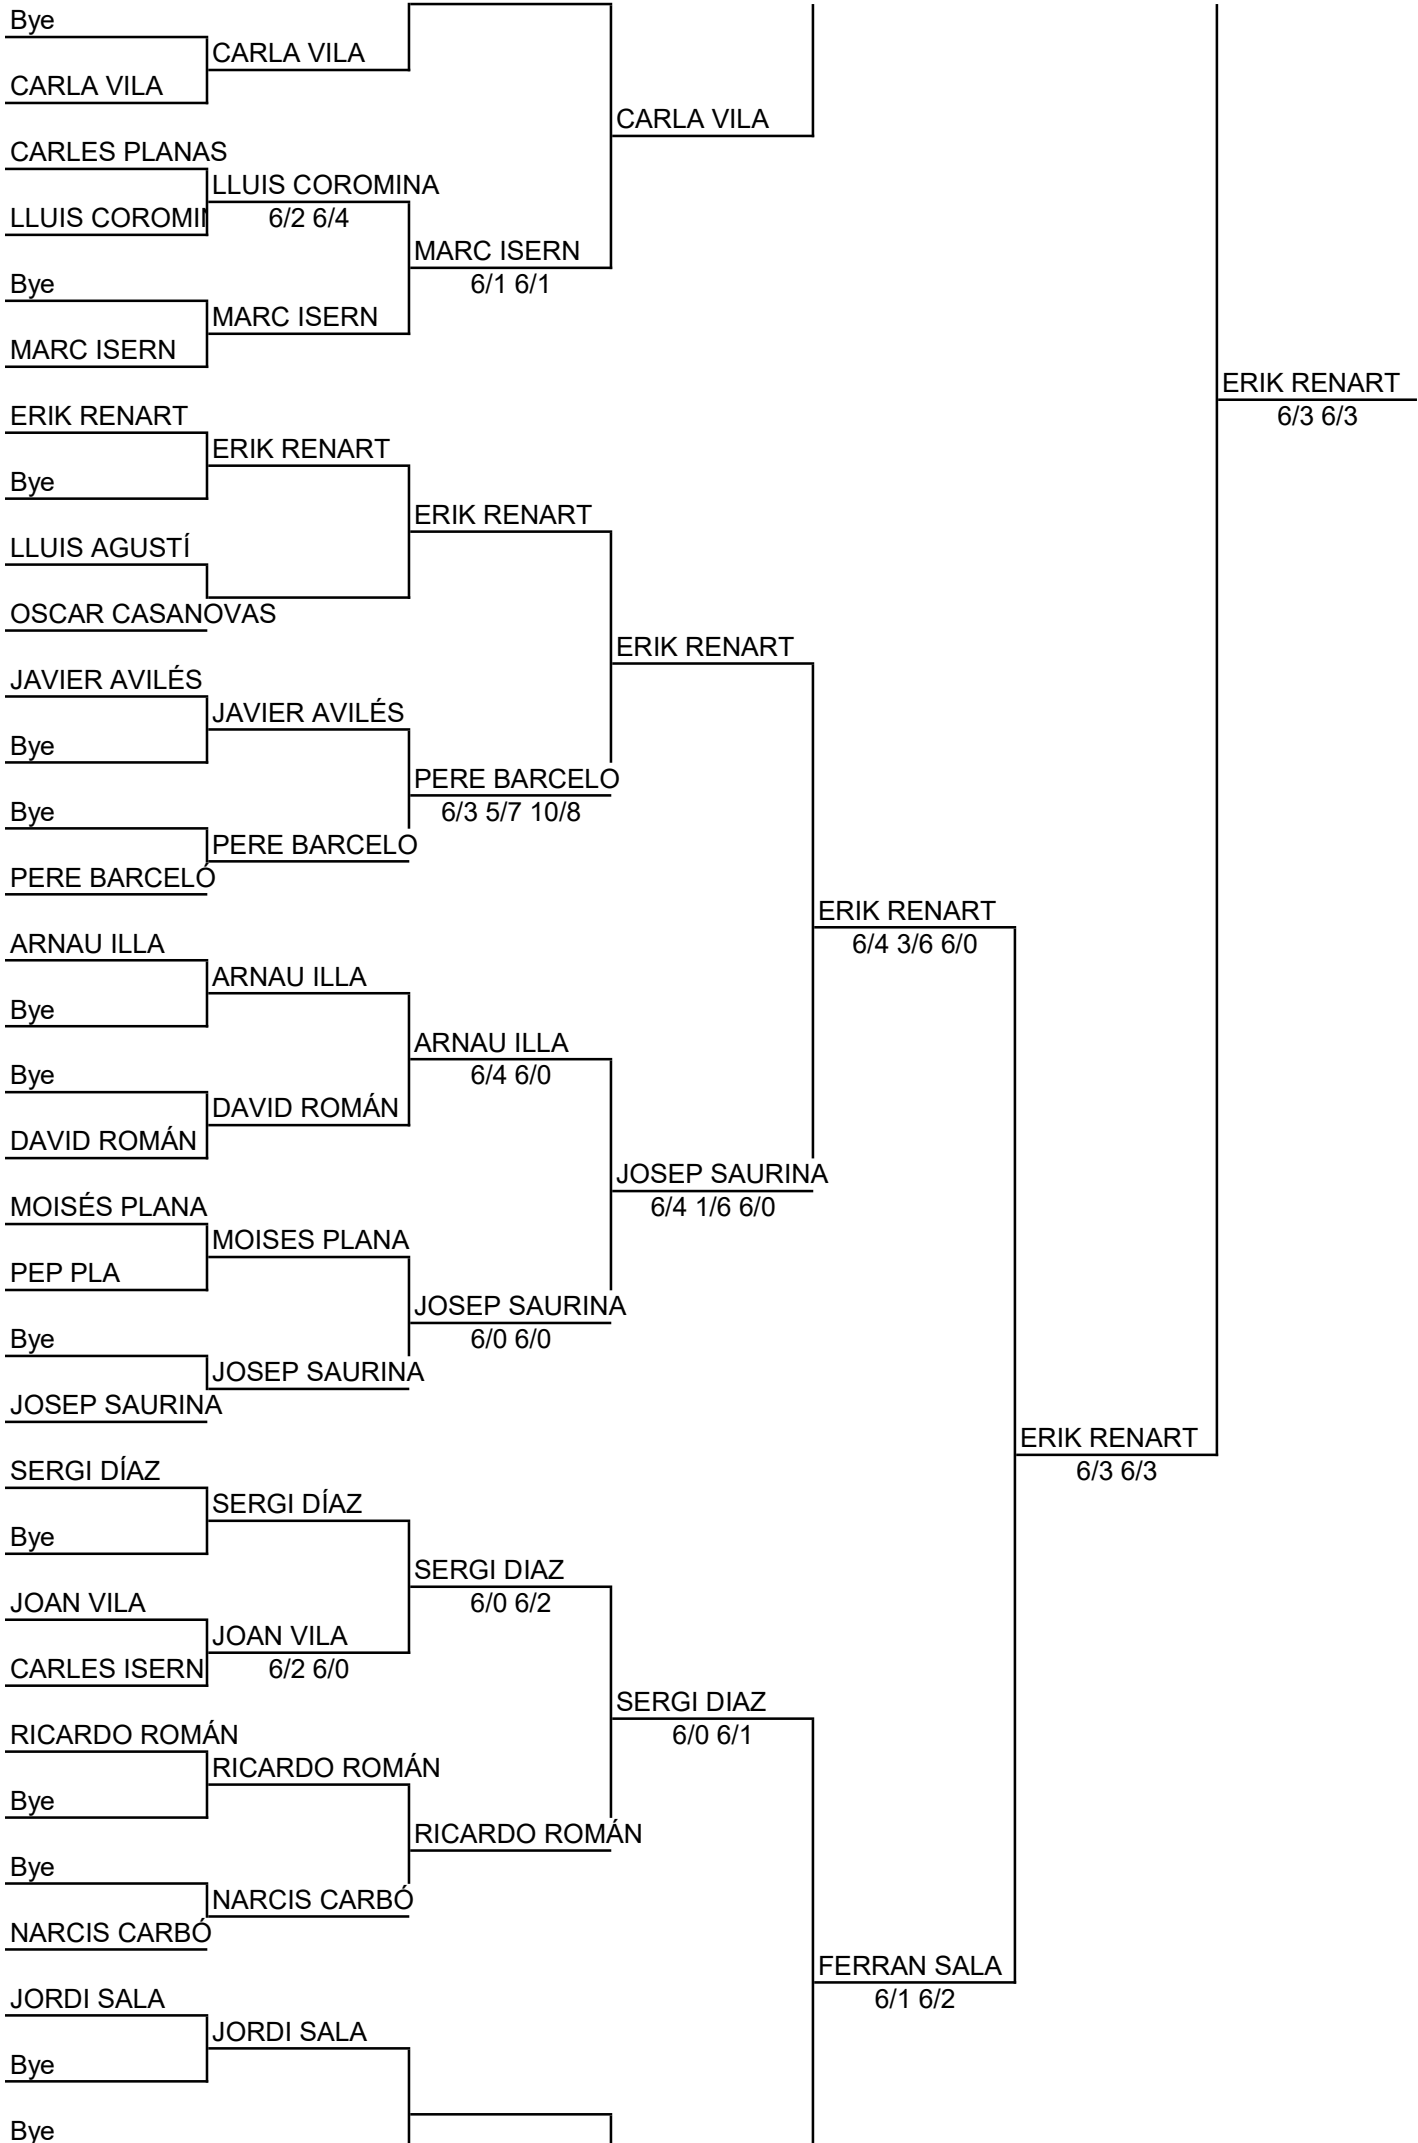 Bye
CARLA VILA
CARLA VILA
CARLA VILA
CARLES PLANAS
LLUIS COROMINA
LLUIS COROMIN
6/2 6/4
MARC ISERN
Bye
6/1 6/1
MARC ISERN
MARC ISERN
ERIK RENART
ERIK RENART
6/3 6/3
ERIK RENART
Bye
ERIK RENART
LLUIS AGUSTÍ
OSCAR CASANOVAS
ERIK RENART
JAVIER AVILÉS
JAVIER AVILÉS
Bye
PERE BARCELO
Bye
6/3 5/7 10/8
PERE BARCELO
PERE BARCELÓ
ERIK RENART
ARNAU ILLA
6/4 3/6 6/0
ARNAU ILLA
Bye
ARNAU ILLA
Bye
6/4 6/0
DAVID ROMÁN
DAVID ROMÁN
JOSEP SAURINA
MOISÉS PLANA
6/4 1/6 6/0
MOISES PLANA
PEP PLA
JOSEP SAURINA
Bye
6/0 6/0
JOSEP SAURINA
JOSEP SAURINA
ERIK RENART
SERGI DÍAZ
6/3 6/3
SERGI DÍAZ
Bye
SERGI DIAZ
JOAN VILA
6/0 6/2
JOAN VILA
CARLES ISERN
6/2 6/0
SERGI DIAZ
RICARDO ROMÁN
6/0 6/1
RICARDO ROMÁN
Bye
RICARDO ROMÁN
Bye
NARCIS CARBÓ
NARCIS CARBÓ
FERRAN SALA
JORDI SALA
6/1 6/2
JORDI SALA
Bye
Bye